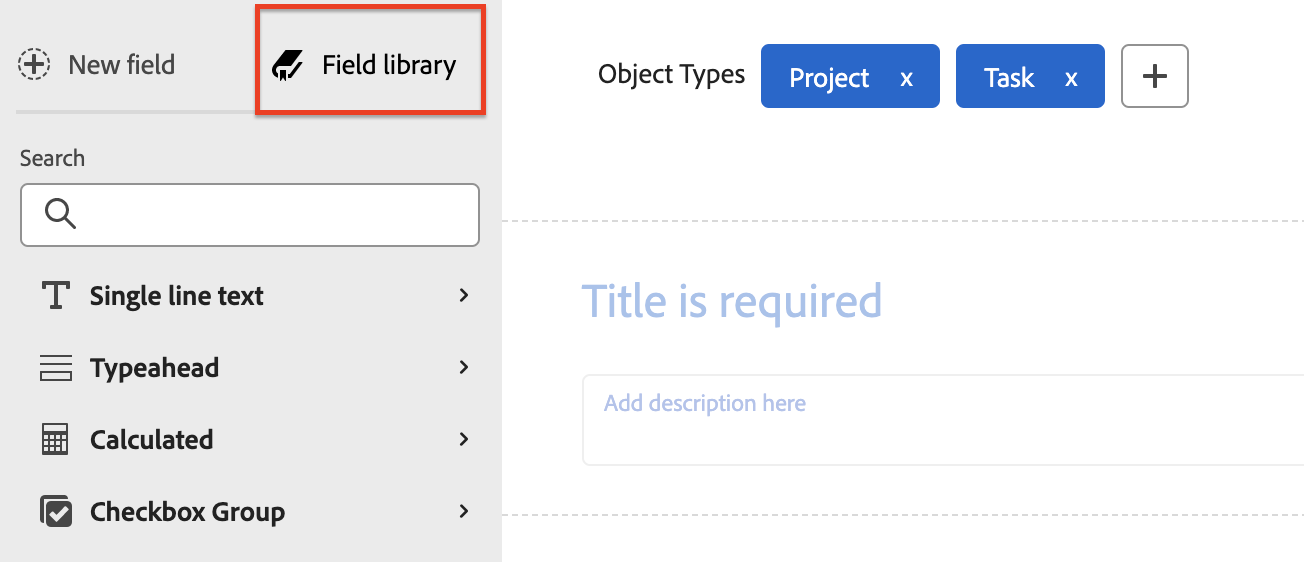 New field
Field library
Search
Single line text
Typeahead
Calculated
Checkbox Group
Object Types
Project x
Task x
+
Title is required
Add description here